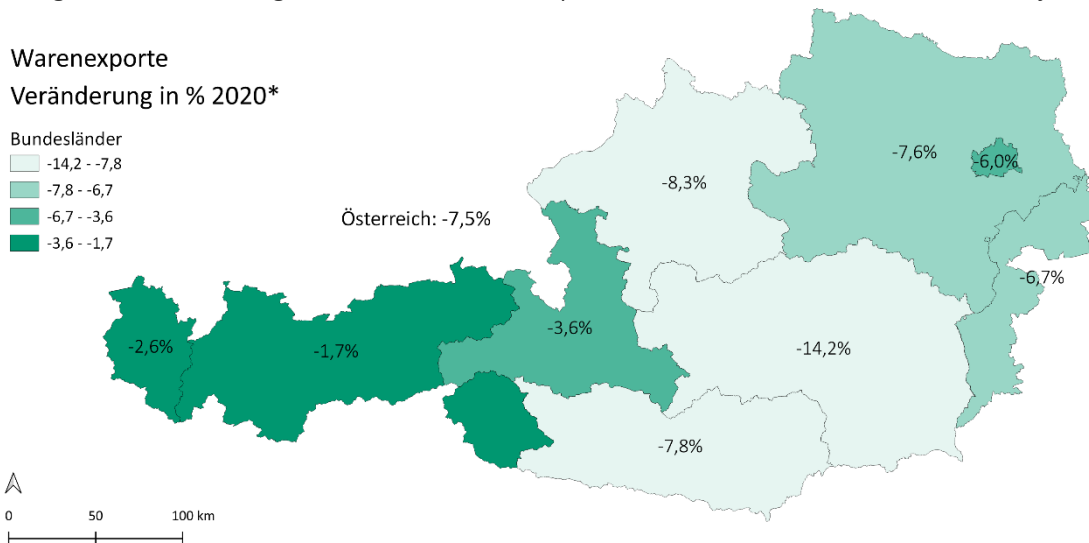 Warenexporte
Veränderung in % 2020*
Bundesländer
-14,2 - -7,8
-7,8 - -6,7
-6,7 - -3,6
-3,6 - -1,7
Österreich: -7,5%
-7,6%
-6,0%
-8,3%
-6,7%
-3,6%
-2,6%
-1,7%
-14,2%
-7,8%
0 50 100 km